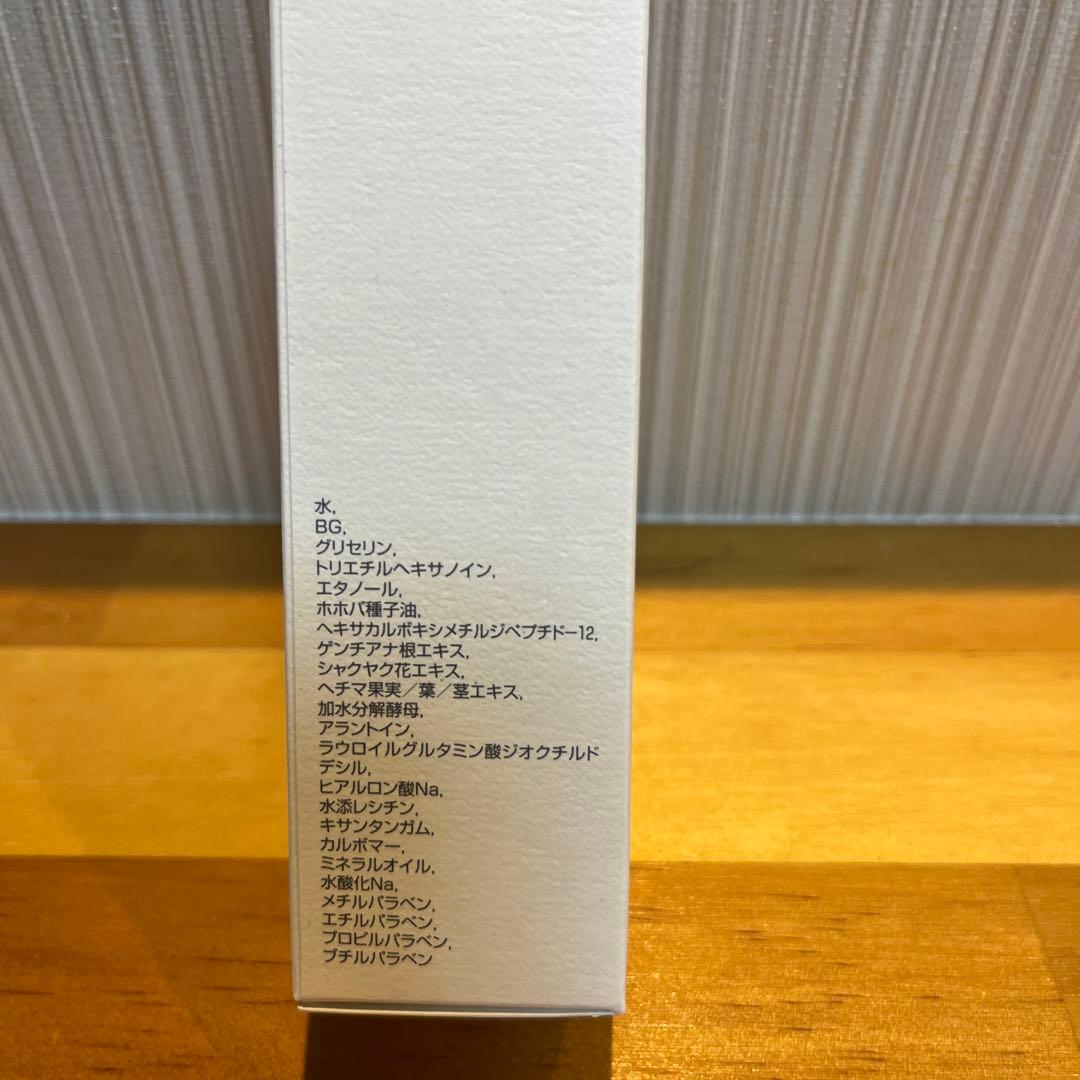 水,
BG,
グリセリン,
トリエチルヘキサノイン,
エタノール,
ホホバ種子油,
ヘキサカルボキシメチルジペプチド-12,
ゲンチアナ根エキス,
シャクヤク花エキス,
ヘチマ果実／葉／茎エキス,
加水分解酵母,
アラントイン,
ラウロイルグルタミン酸ジオクチルド
デシル,
ヒアルロン酸Na,
水添レシチン,
キサンタンガム,
カルボマー,
ミネラルオイル,
水酸化Na,
メチルパラベン,
エチルパラベン,
プロピルパラベン,
ブチルパラベン